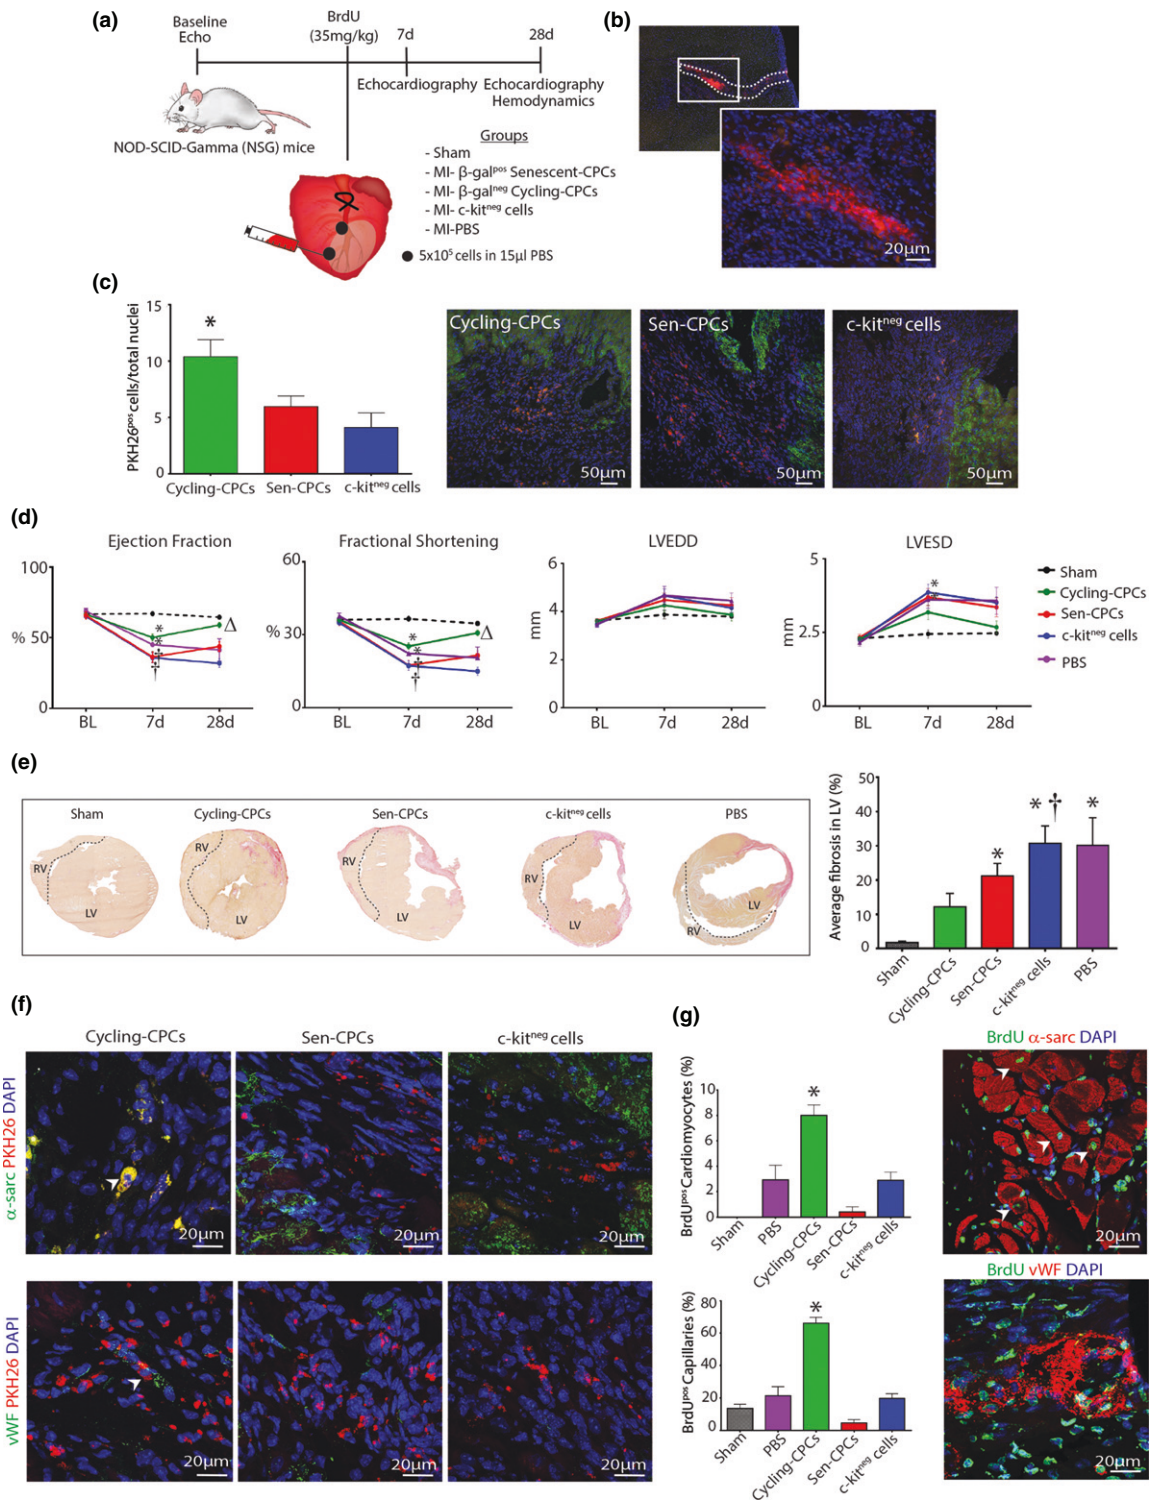 (a)
Baseline
Echo
BrdU
(35mg/kg)
7d
28d
Echocardiography
Echocardiography
Hemodynamics
NOD-SCID-Gamma (NSG) mice
Groups
- Sham
- MI- β-galᵖᵒˢ Senescent-CPCs
- MI- β-galⁿᵉᵍ Cycling-CPCs
- MI- c-kitⁿᵉᵍ cells
- MI-PBS
5x10⁵ cells in 15μl PBS
(b)
20μm
(c)
PKH26ᵖᵒˢ cells/total nuclei
15
10
5
0
*
Cycling-CPCs
Sen-CPCs
c-kitⁿᵉᵍ cells
Cycling-CPCs
50μm
Sen-CPCs
50μm
c-kitⁿᵉᵍ cells
50μm
(d)
Ejection Fraction
100
% 50
0
BL
7d
28d
*
*
‡
†
Δ
Fractional Shortening
60
% 30
0
BL
7d
28d
*
*
‡
†
Δ
LVEDD
mm
6
4
2
0
BL
7d
28d
LVESD
mm
5
2.5
0
BL
7d
28d
*
Sham
Cycling-CPCs
Sen-CPCs
c-kitⁿᵉᵍ cells
PBS
(e)
Sham
RV
LV
Cycling-CPCs
RV
LV
Sen-CPCs
RV
LV
c-kitⁿᵉᵍ cells
RV
LV
PBS
LV
RV
Average fibrosis in LV (%)
50
40
30
20
10
0
*
* †
*
Sham
Cycling-CPCs
Sen-CPCs
c-kitⁿᵉᵍ cells
PBS
(f)
Cycling-CPCs
Sen-CPCs
c-kitⁿᵉᵍ cells
α-sarc PKH26 DAPI
20μm
20μm
20μm
vWF PKH26 DAPI
20μm
20μm
20μm
(g)
BrdUᵖᵒˢ Cardiomyocytes (%)
10
8
6
4
2
0
*
Sham
PBS
Cycling-CPCs
Sen-CPCs
c-kitⁿᵉᵍ cells
BrdU α-sarc DAPI
20μm
BrdUᵖᵒˢ Capillaries (%)
80
60
40
20
0
*
Sham
PBS
Cycling-CPCs
Sen-CPCs
c-kitⁿᵉᵍ cells
BrdU vWF DAPI
20μm